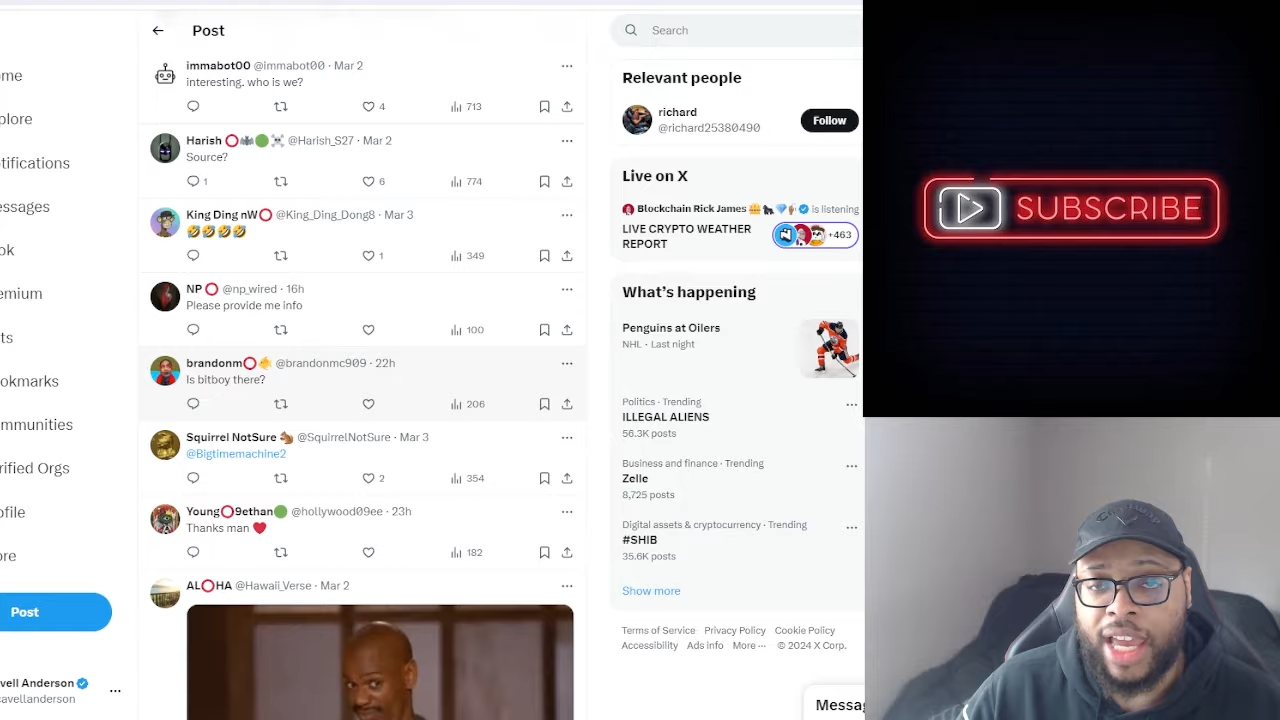 ome
plore
otifications
essages
ok
emium
ts
okmarks
mmunities
rified Orgs
ofile
ore
Post
vell Anderson
avellanderson
Post
immabot00 @immabot00 · Mar 2
interesting. who is we?
4
713
Harish ⭕🦇🟢☠️ @Harish_S27 · Mar 2
Source?
1
6
774
King Ding nW⭕ @King_Ding_Dong8 · Mar 3
🤣🤣🤣🤣
1
349
NP ⭕ @np_wired · 16h
Please provide me info
100
brandonm⭕🐤 @brandonmc909 · 22h
Is bitboy there?
206
Squirrel NotSure 🐿️ @SquirrelNotSure · Mar 3
@Bigtimemachine2
2
354
Young⭕9ethan🟢 @hollywood09ee · 23h
Thanks man ❤️
182
AL⭕HA @Hawaii_Verse · Mar 2
Search
Relevant people
richard
@richard25380490
Follow
Live on X
Blockchain Rick James is listening
LIVE CRYPTO WEATHER
REPORT
+463
What's happening
Penguins at Oilers
NHL · Last night
Politics · Trending
ILLEGAL ALIENS
56.3K posts
Business and finance · Trending
Zelle
8,725 posts
Digital assets & cryptocurrency · Trending
#SHIB
35.6K posts
Show more
Terms of Service Privacy Policy Cookie Policy
Accessibility Ads info More ··· © 2024 X Corp.
Messa
SUBSCRIBE